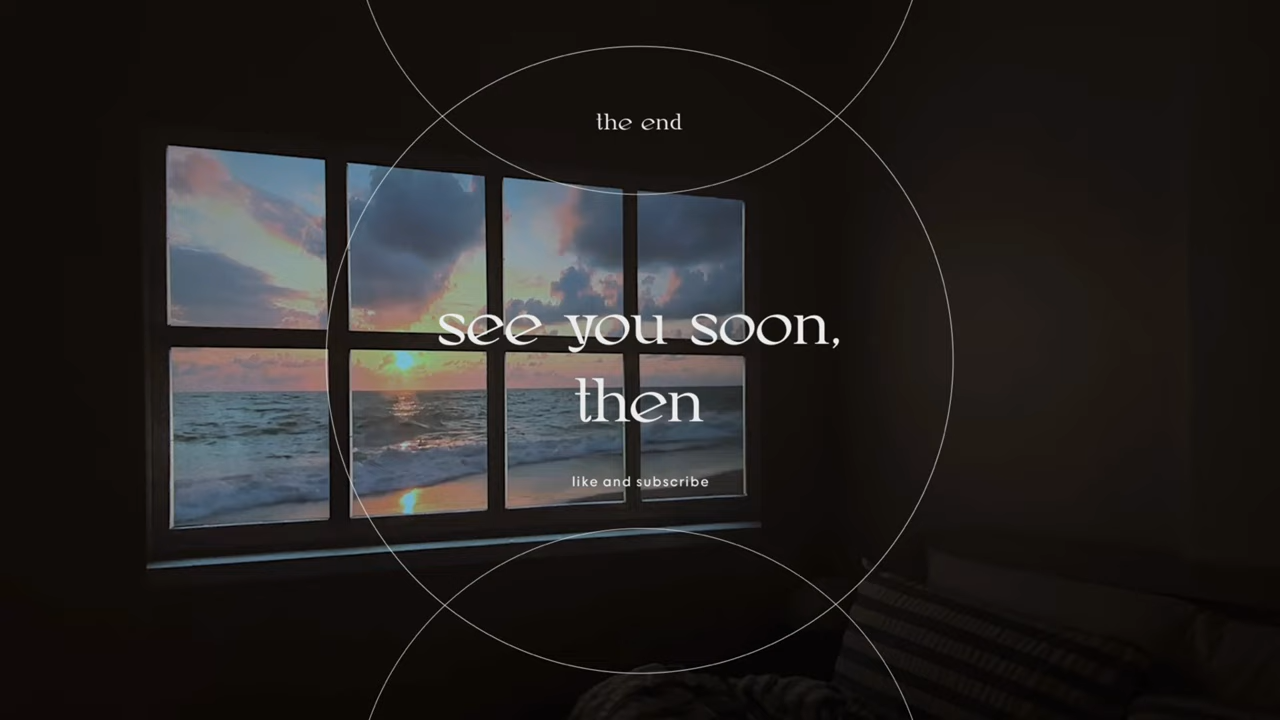 the end
see you soon,
then
like and subscribe